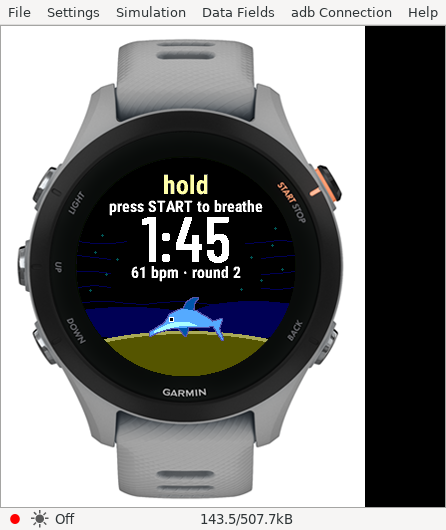 File Settings Simulation Data Fields adb Connection Help
LIGHT
START STOP
hold
press START to breathe
1:45
61 bpm · round 2
UP
DOWN
BACK
GARMIN
Off 143.5/507.7kB